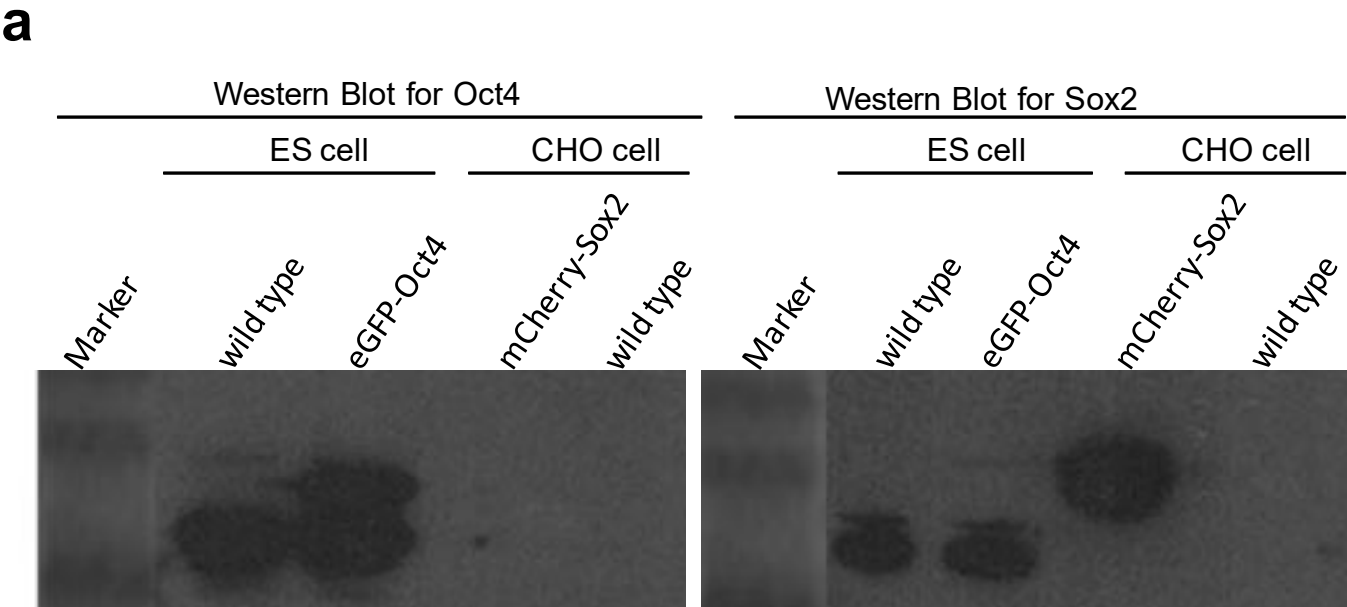 a
Western Blot for Oct4
Western Blot for Sox2
ES cell
CHO cell
ES cell
CHO cell
Marker
wild type
eGFP-Oct4
mCherry-Sox2
wild type
Marker
wild type
eGFP-Oct4
mCherry-Sox2
wild type